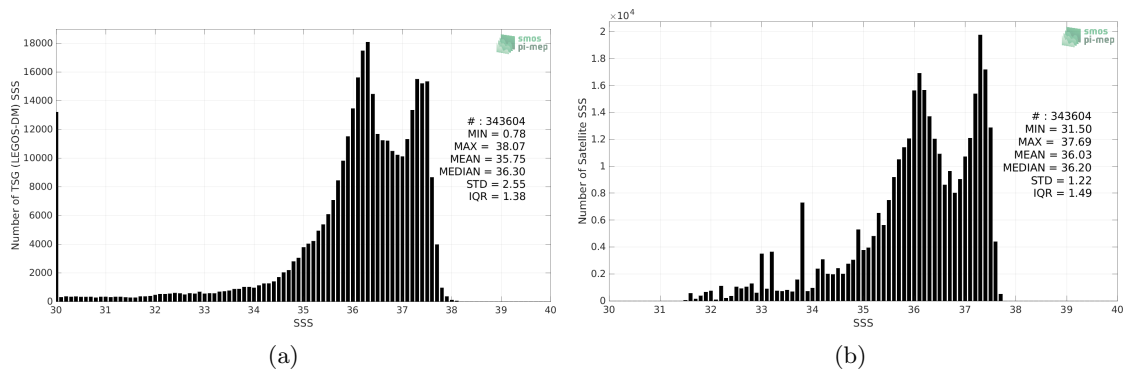 18000
16000
14000
12000
10000
8000
6000
4000
2000
0
30 31 32 33 34 35 36 37 38 39 40
SSS
Number of TSG (LEGOS-DM) SSS
smos
pi-mep
# : 343604
MIN = 0.78
MAX = 38.07
MEAN = 35.75
MEDIAN = 36.30
STD = 2.55
IQR = 1.38
(a)
×10⁴
2
1.8
1.6
1.4
1.2
1
0.8
0.6
0.4
0.2
0
30 31 32 33 34 35 36 37 38 39 40
SSS
Number of Satellite SSS
smos
pi-mep
# : 343604
MIN = 31.50
MAX = 37.69
MEAN = 36.03
MEDIAN = 36.20
STD = 1.22
IQR = 1.49
(b)